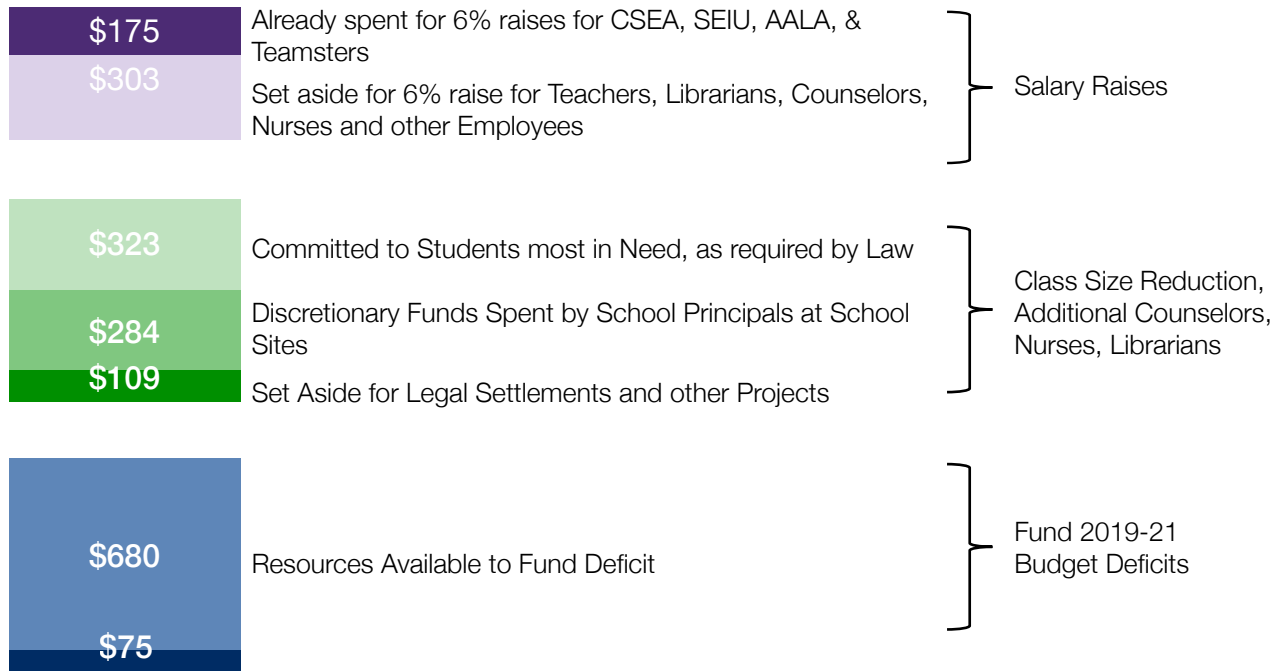 $175
Already spent for 6% raises for CSEA, SEIU, AALA, &
Teamsters
$303
Set aside for 6% raise for Teachers, Librarians, Counselors,
Nurses and other Employees
Salary Raises
$323
Committed to Students most in Need, as required by Law
$284
Discretionary Funds Spent by School Principals at School
Sites
$109
Set Aside for Legal Settlements and other Projects
Class Size Reduction,
Additional Counselors,
Nurses, Librarians
$680
Resources Available to Fund Deficit
$75
Fund 2019-21
Budget Deficits